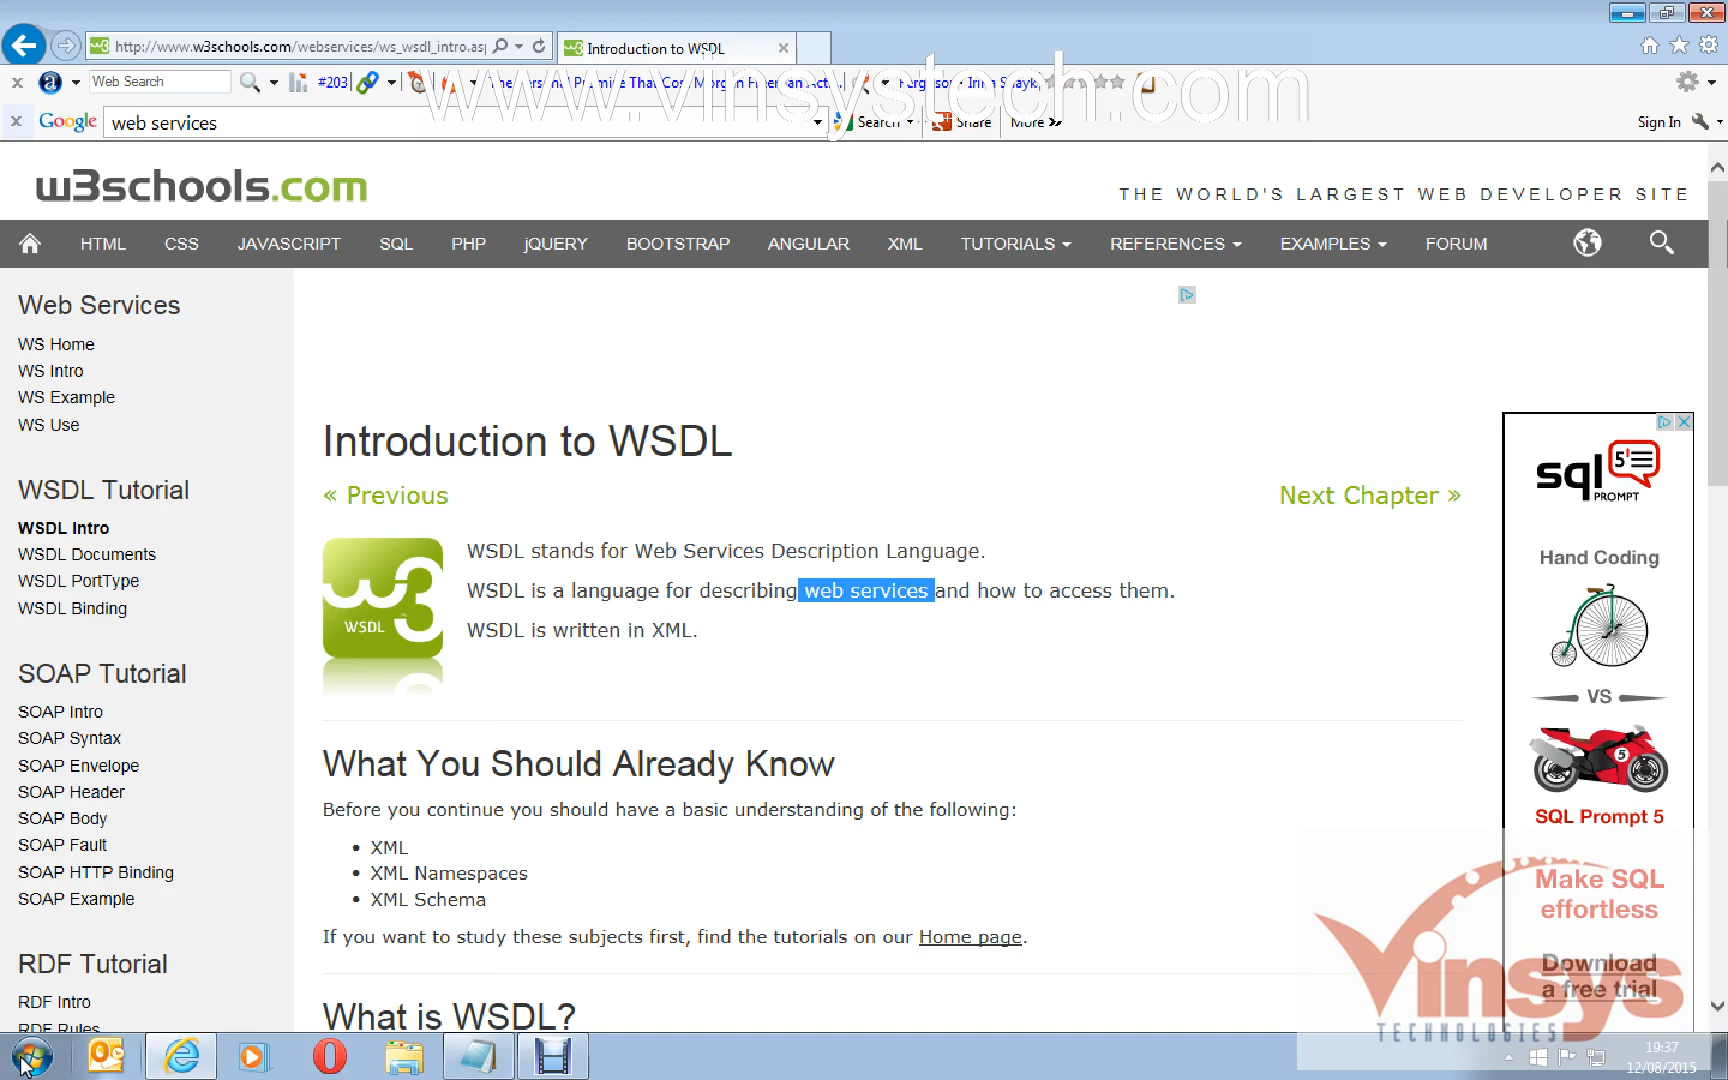 http://www.w3schools.com/webservices/ws_wsdl_intro.as
Introduction to WSDL
www.vinsystech.com
Web Search
#203
Sign In
Google
web services
Search
Share
More »
w3schools.com
THE WORLD'S LARGEST WEB DEVELOPER SITE
HTML CSS JAVASCRIPT SQL PHP jQUERY BOOTSTRAP ANGULAR XML TUTORIALS REFERENCES EXAMPLES FORUM
Web Services
WS Home
WS Intro
WS Example
WS Use
WSDL Tutorial
WSDL Intro
WSDL Documents
WSDL PortType
WSDL Binding
SOAP Tutorial
SOAP Intro
SOAP Syntax
SOAP Envelope
SOAP Header
SOAP Body
SOAP Fault
SOAP HTTP Binding
SOAP Example
RDF Tutorial
RDF Intro
RDF Rules
Introduction to WSDL
« Previous
Next Chapter »
w3
WSDL
WSDL stands for Web Services Description Language.
WSDL is a language for describing web services and how to access them.
WSDL is written in XML.
What You Should Already Know
Before you continue you should have a basic understanding of the following:
• XML
• XML Namespaces
• XML Schema
If you want to study these subjects first, find the tutorials on our Home page.
What is WSDL?
sql 5
PROMPT
Hand Coding
VS
5
SQL Prompt 5
Make SQL
effortless
Download
a free trial
Vinsys
TECHNOLOGIES
19:37
12/08/2015